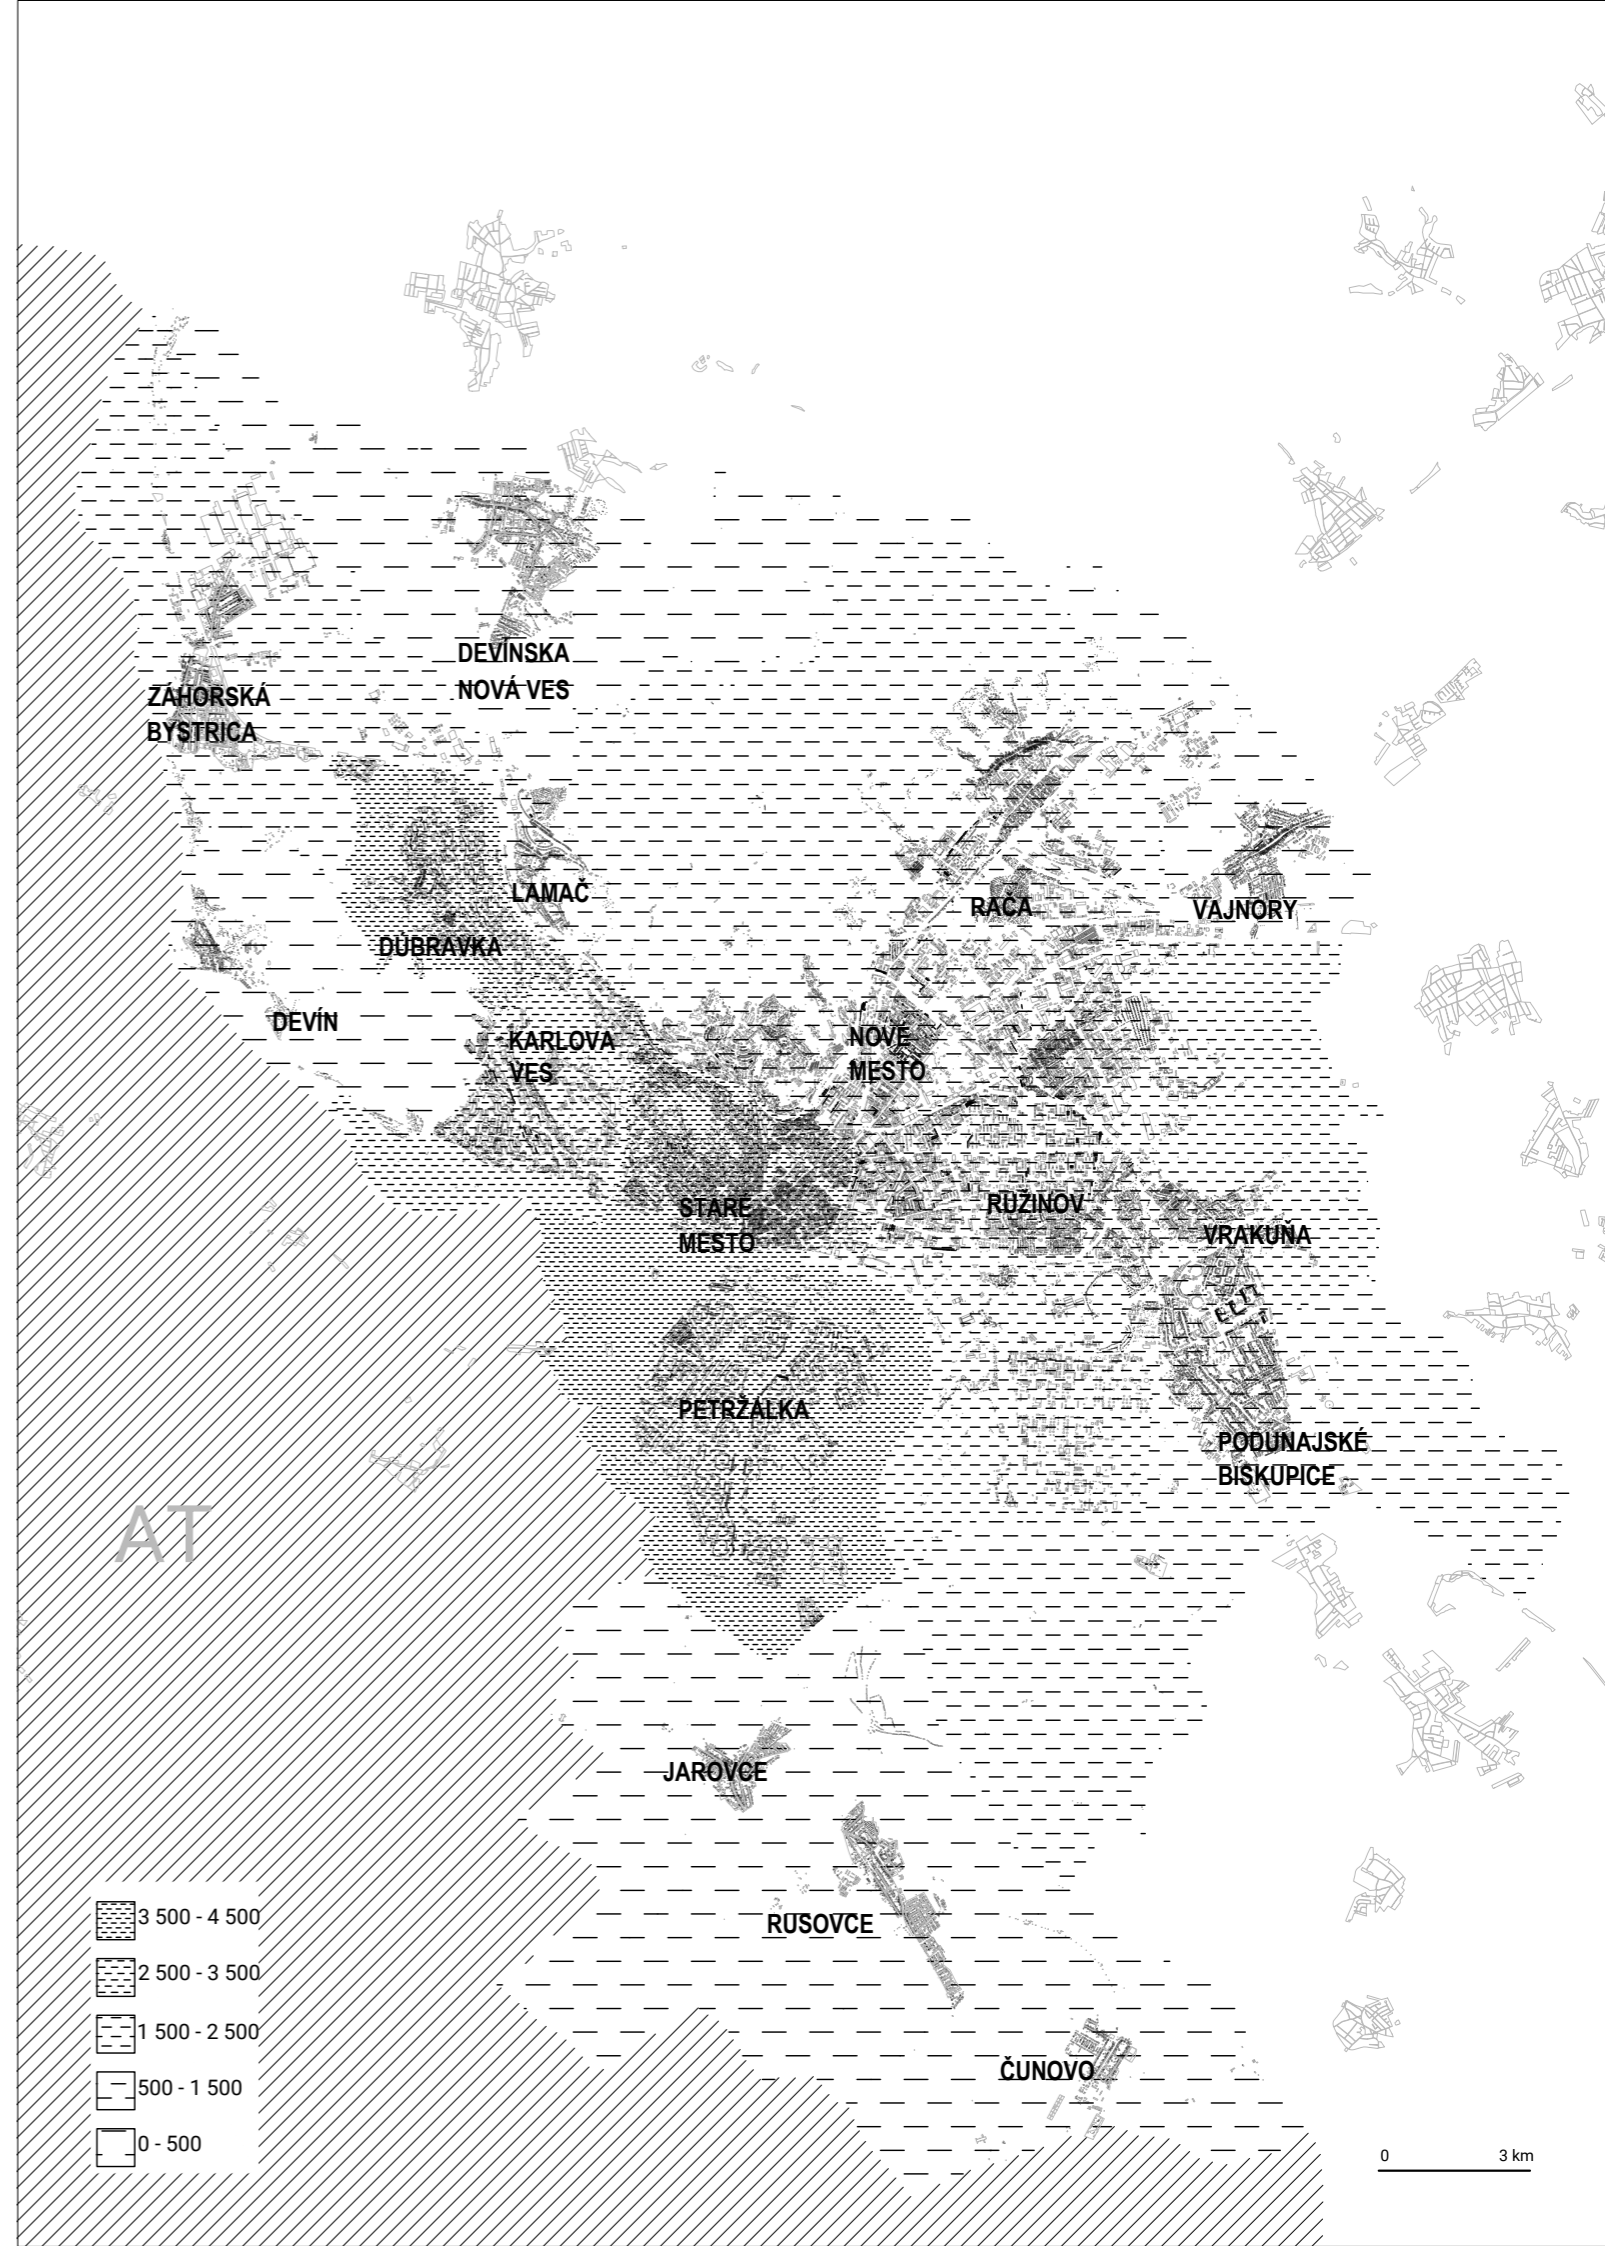 DEVÍNSKA
NOVÁ VES
ZÁHORSKÁ
BYSTRICA
LAMAČ
RAČA
VAJNORY
DÚBRAVKA
DEVÍN
KARLOVA
VES
NOVÉ
MESTO
STARÉ
MESTO
RUŽINOV
VRAKUŇA
PETRŽALKA
PODUNAJSKÉ
BISKUPICE
AT
JAROVCE
RUSOVCE
ČUNOVO
3 500 - 4 500
2 500 - 3 500
1 500 - 2 500
500 - 1 500
0 - 500
0 3 km